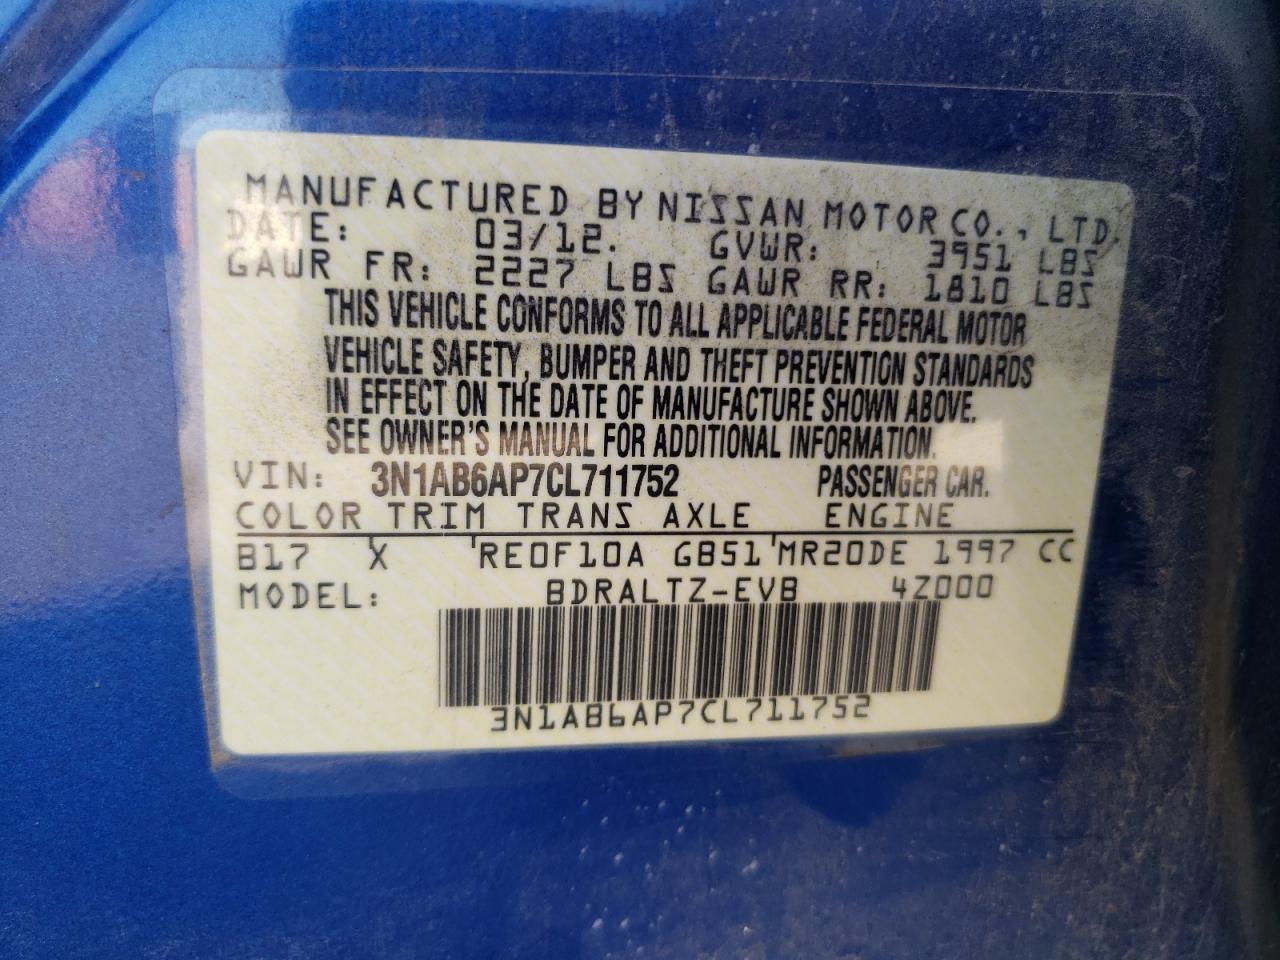 MANUFACTURED BY NISSAN MOTOR CO., LTD.
DATE: 03/12. GVWR: 3951 LBS
GAWR FR: 2227 LBS GAWR RR: 1810 LBS
THIS VEHICLE CONFORMS TO ALL APPLICABLE FEDERAL MOTOR
VEHICLE SAFETY, BUMPER AND THEFT PREVENTION STANDARDS
IN EFFECT ON THE DATE OF MANUFACTURE SHOWN ABOVE.
SEE OWNER'S MANUAL FOR ADDITIONAL INFORMATION.
VIN: 3N1AB6AP7CL711752 PASSENGER CAR.
COLOR TRIM TRANS AXLE ENGINE
B17 X RE0F10A GB51 MR20DE 1997 CC
MODEL: BDRALTZ-EVB 4Z000
3N1AB6AP7CL711752